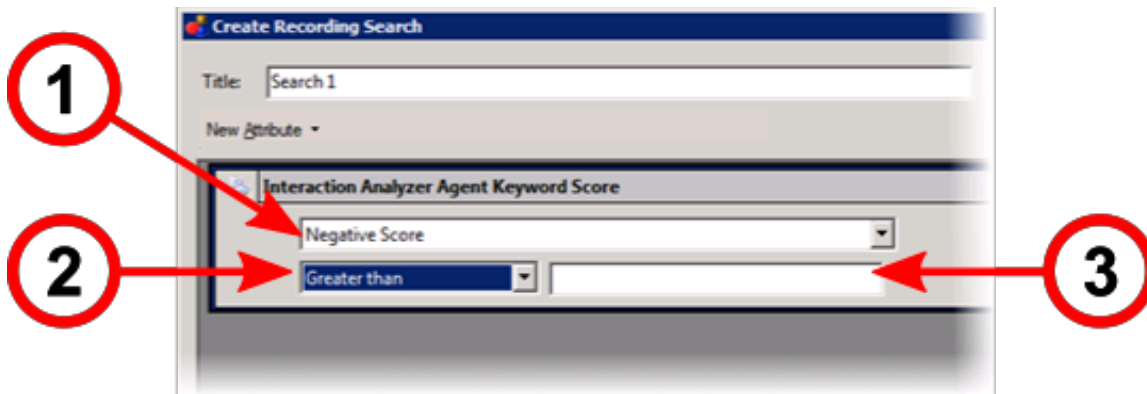 Create Recording Search
1
Title: Search 1
New Attribute
Interaction Analyzer Agent Keyword Score
Negative Score
2
Greater than
3